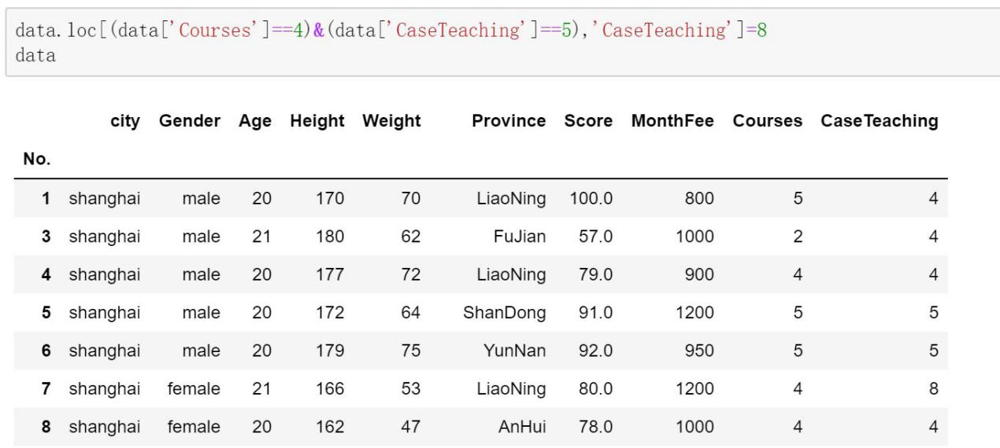 data.loc[(data['Courses']==4)&(data['CaseTeaching']==5),'CaseTeaching']=8
data
city Gender Age Height Weight Province Score MonthFee Courses CaseTeaching
No.
1 shanghai male 20 170 70 LiaoNing 100.0 800 5 4
3 shanghai male 21 180 62 FuJian 57.0 1000 2 4
4 shanghai male 20 177 72 LiaoNing 79.0 900 4 4
5 shanghai male 20 172 64 ShanDong 91.0 1200 5 5
6 shanghai male 20 179 75 YunNan 92.0 950 5 5
7 shanghai female 21 166 53 LiaoNing 80.0 1200 4 8
8 shanghai female 20 162 47 AnHui 78.0 1000 4 4